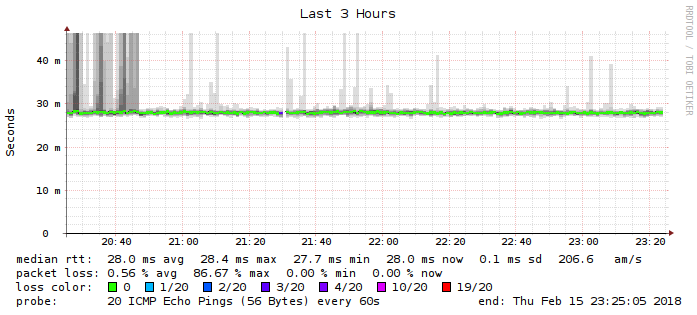 Last 3 Hours
RRDTOOL / TOBI OETIKER
Seconds
40 m
30 m
20 m
10 m
0
20:40 21:00 21:20 21:40 22:00 22:20 22:40 23:00 23:20
median rtt: 28.0 ms avg 28.4 ms max 27.7 ms min 28.0 ms now 0.1 ms sd 206.6 am/s
packet loss: 0.56 % avg 86.67 % max 0.00 % min 0.00 % now
loss color: 0 1/20 2/20 3/20 4/20 10/20 19/20
probe: 20 ICMP Echo Pings (56 Bytes) every 60s end: Thu Feb 15 23:25:05 2018